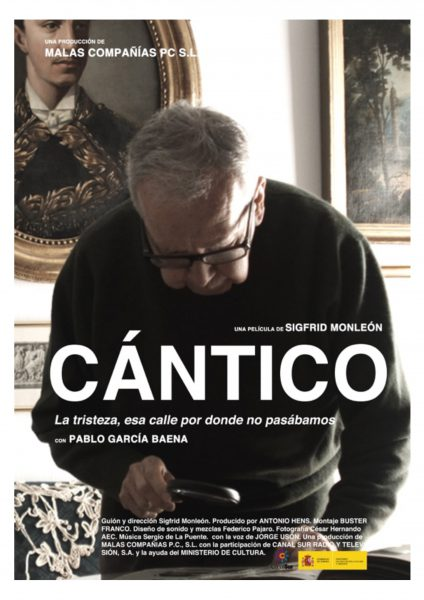 UNA PRODUCCIÓN DE
MALAS COMPAÑÍAS PC S.L.
UNA PELÍCULA DE SIGFRID MONLEÓN
CÁNTICO
La tristeza, esa calle por donde no pasábamos
CON PABLO GARCÍA BAENA
Guión y dirección Sigfrid Monleón. Producido por ANTONIO HENS. Montaje BUSTER
FRANCO. Diseño de sonido y mezclas Federico Pajaro. Fotografía César Hernando
AEC. Música Sergio de La Puente. con la voz de JORGE USÓN. Una producción de
MALAS COMPAÑIAS P.C., S.L. con la participación de CANAL SUR RADIO Y TELEVI-
SIÓN, S.A. y la ayuda del MINISTERIO DE CULTURA.